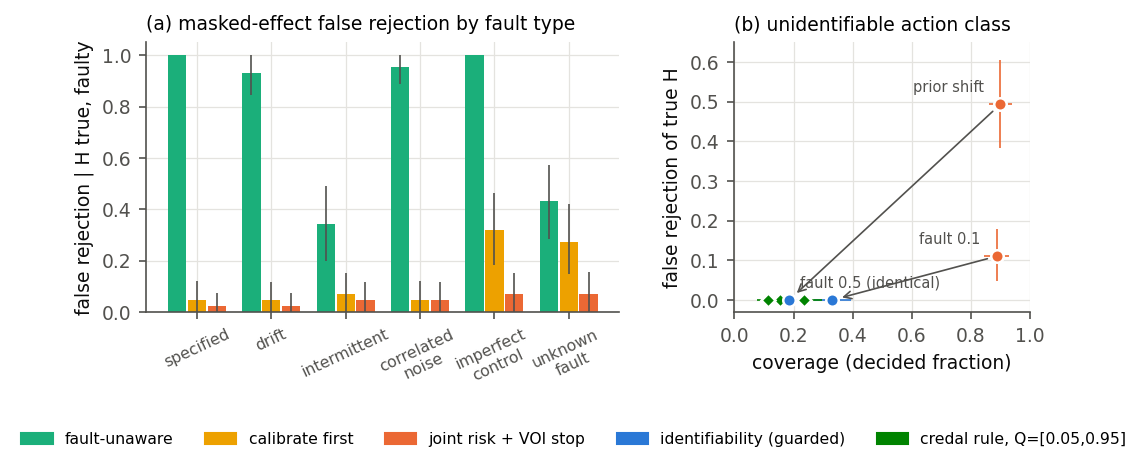 (a) masked-effect false rejection by fault type
false rejection | H true, faulty
1.0
0.8
0.6
0.4
0.2
0.0
specified
drift
intermittent
correlated
noise
imperfect
control
unknown
fault
(b) unidentifiable action class
false rejection of true H
0.6
0.5
0.4
0.3
0.2
0.1
0.0
prior shift
fault 0.1
fault 0.5 (identical)
0.0
0.2
0.4
0.6
0.8
1.0
coverage (decided fraction)
fault-unaware
calibrate first
joint risk + VOI stop
identifiability (guarded)
credal rule, Q=[0.05,0.95]